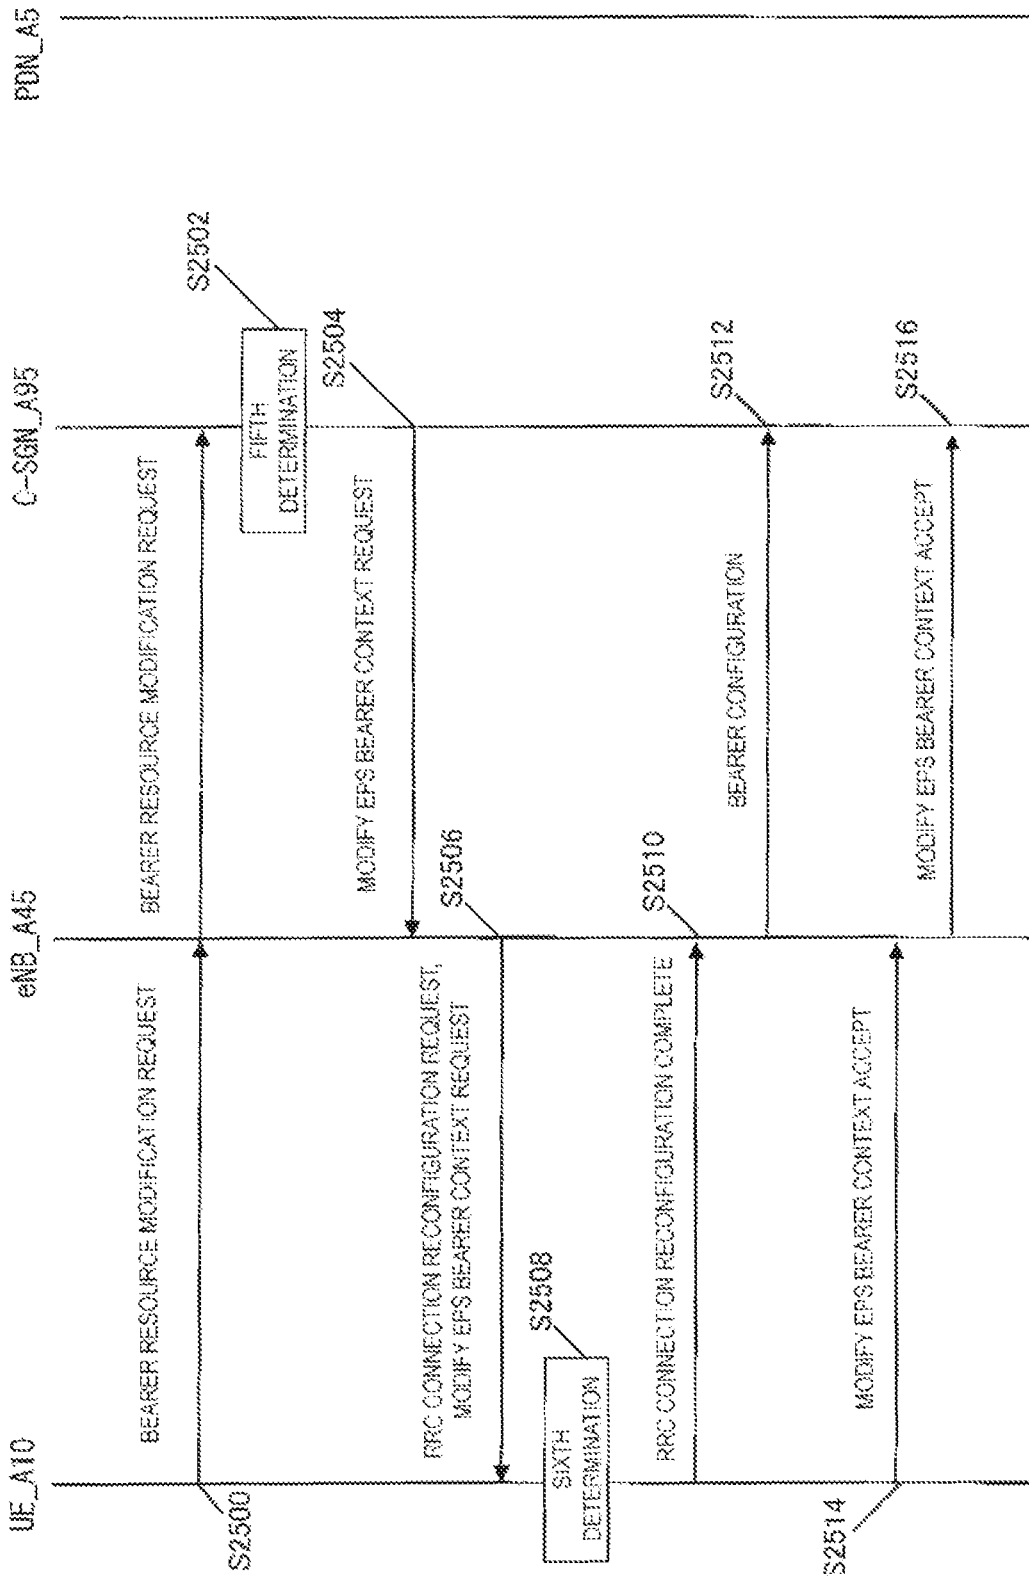 UE_A10
eNB_A45
C-SGN_A95
PDN_A5
S2500
BEARER RESOURCE MODIFICATION REQUEST
BEARER RESOURCE MODIFICATION REQUEST
S2502
FIFTH
DETERMINATION
S2504
MODIFY EPS BEARER CONTEXT REQUEST
S2506
RRC CONNECTION RECONFIGURATION REQUEST,
MODIFY EPS BEARER CONTEXT REQUEST
S2508
SIXTH
DETERMINATION
S2510
RRC CONNECTION RECONFIGURATION COMPLETE
S2512
BEARER CONFIGURATION
S2514
MODIFY EPS BEARER CONTEXT ACCEPT
S2516
MODIFY EPS BEARER CONTEXT ACCEPT